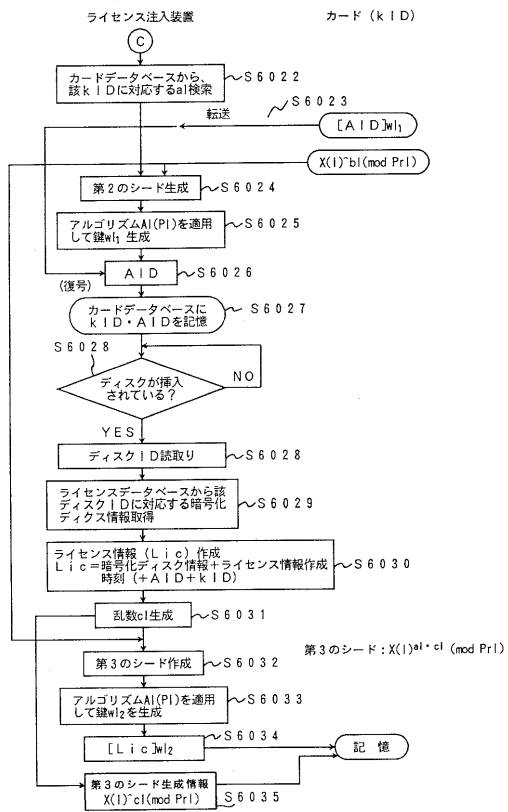 ライセンス注入装置
カード(kID)
C
カードデータベースから、
該kIDに対応するaI検索
S6022
S6023
転送
[AID]wI₁
X(I)^bI(mod PrI)
第2のシード生成
S6024
アルゴリズムAI(PI)を適用
して鍵wI₁ 生成
S6025
AID
S6026
(復号)
カードデータベースに
kID・AIDを記憶
S6027
S6028
ディスクが挿入
されている?
NO
YES
ディスクID読取り
S6028
ライセンスデータベースから該
ディスクIDに対応する暗号化
ディクス情報取得
S6029
ライセンス情報(Lic)作成
Lic=暗号化ディスク情報+ライセンス情報作成
時刻(+AID+kID)
S6030
乱数cI生成
S6031
第3のシード作成
S6032
第3のシード:X(I)^aI・cI (mod PrI)
アルゴリズムAI(PI)を適用
して鍵wI₂を生成
S6033
[Lic]wI₂
S6034
記憶
第3のシード生成情報
X(I)^cI(mod PrI)
S6035